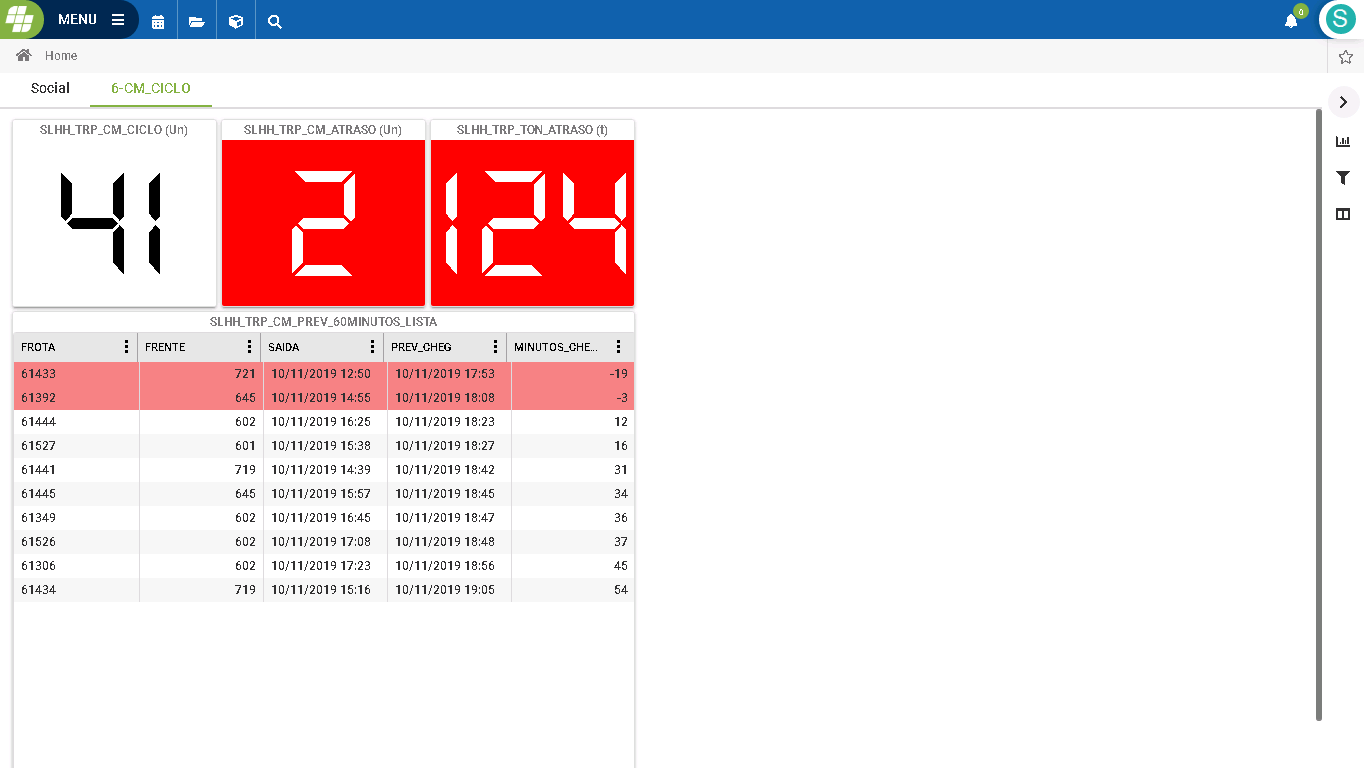 MENU
0
S
Home
Social
6-CM_CICLO
SLHH_TRP_CM_CICLO (Un)
SLHH_TRP_CM_ATRASO (Un)
SLHH_TRP_TON_ATRASO (t)
41
2
124
SLHH_TRP_CM_PREV_60MINUTOS_LISTA
FROTA FRENTE SAIDA PREV_CHEG MINUTOS_CHE...
61433 721 10/11/2019 12:50 10/11/2019 17:53 -19
61392 645 10/11/2019 14:55 10/11/2019 18:08 -3
61444 602 10/11/2019 16:25 10/11/2019 18:23 12
61527 601 10/11/2019 15:38 10/11/2019 18:27 16
61441 719 10/11/2019 14:39 10/11/2019 18:42 31
61445 645 10/11/2019 15:57 10/11/2019 18:45 34
61349 602 10/11/2019 16:45 10/11/2019 18:47 36
61526 602 10/11/2019 17:08 10/11/2019 18:48 37
61306 602 10/11/2019 17:23 10/11/2019 18:56 45
61434 719 10/11/2019 15:16 10/11/2019 19:05 54